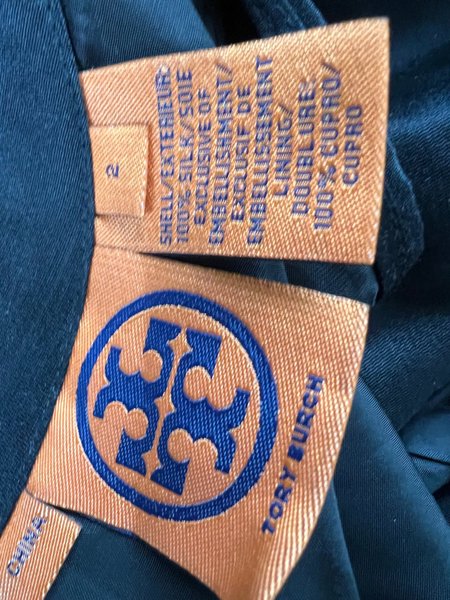 2
SHELL/EXTERIEUR:
100% SILK/SOIE
EXCLUSIVE OF
EMBELLISHMENT/
EXCLUSIF DE
EMBELLISSEMENT
LINING/
DOUBLURE:
100% CUPRO/
CUPRO
TORY BURCH
CHINA